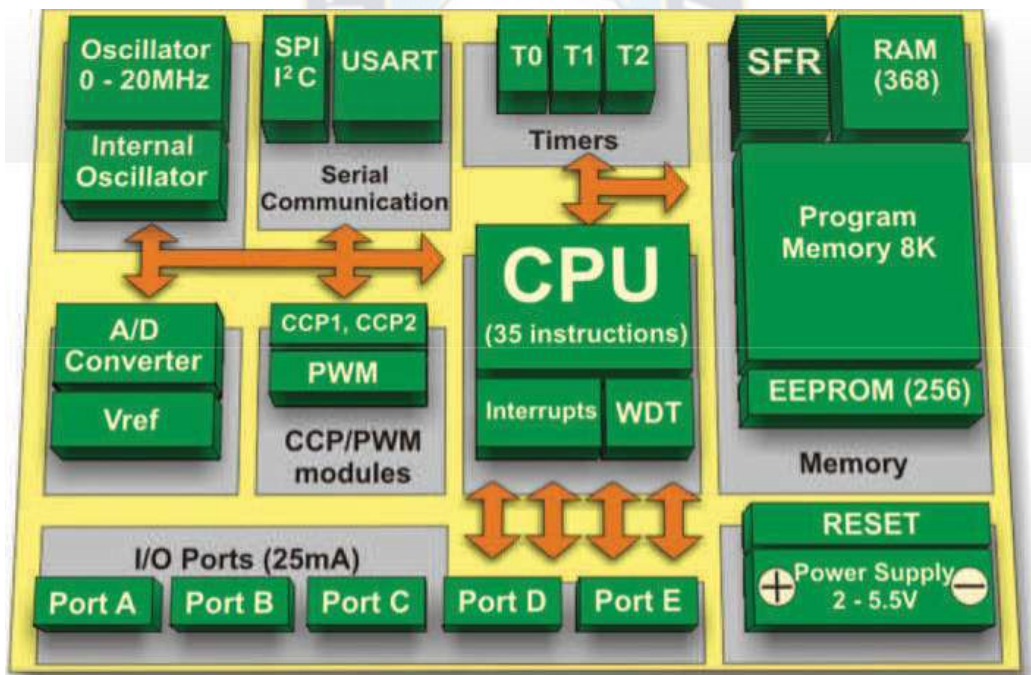 Oscillator
0 - 20MHz
Internal
Oscillator
SPI
I²C
USART
Serial
Communication
T0
T1
T2
Timers
SFR
RAM
(368)
Program
Memory 8K
EEPROM (256)
Memory
A/D
Converter
Vref
CCP1, CCP2
PWM
CCP/PWM
modules
CPU
(35 instructions)
Interrupts
WDT
I/O Ports (25mA)
Port A
Port B
Port C
Port D
Port E
RESET
+
Power Supply
2 - 5.5V
−